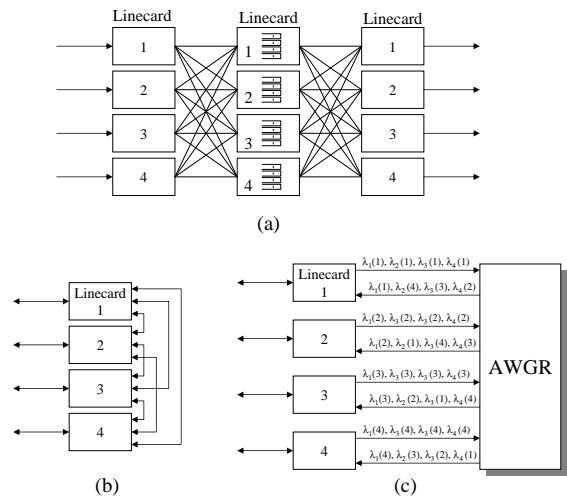 Linecard Linecard Linecard
1 1 1
2 2 2
3 3 3
4 4 4
(a)
Linecard
1
2
3
4
(b)
Linecard
1
λ₁(1), λ₂(1), λ₃(1), λ₄(1)
λ₁(1), λ₂(4), λ₃(3), λ₄(2)
2
λ₁(2), λ₃(2), λ₃(2), λ₄(2)
λ₁(2), λ₂(1), λ₃(4), λ₄(3)
3
λ₁(3), λ₃(3), λ₃(3), λ₄(3)
λ₁(3), λ₂(2), λ₃(1), λ₄(4)
4
λ₁(4), λ₃(4), λ₃(4), λ₄(4)
λ₁(4), λ₂(3), λ₃(2), λ₄(1)
AWGR
(c)